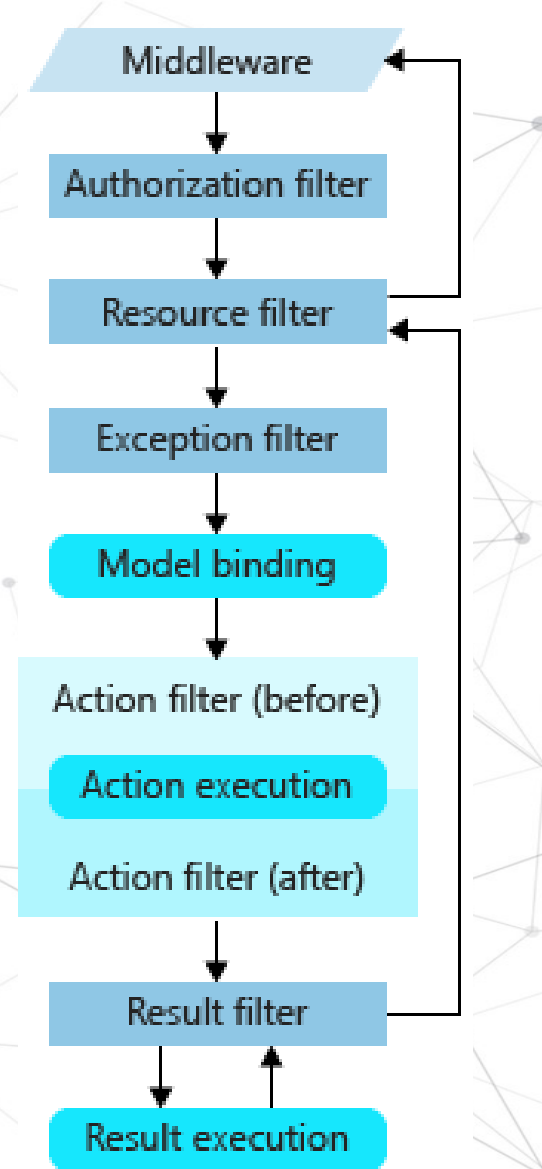 Middleware
Authorization filter
Resource filter
Exception filter
Model binding
Action filter (before)
Action execution
Action filter (after)
Result filter
Result execution